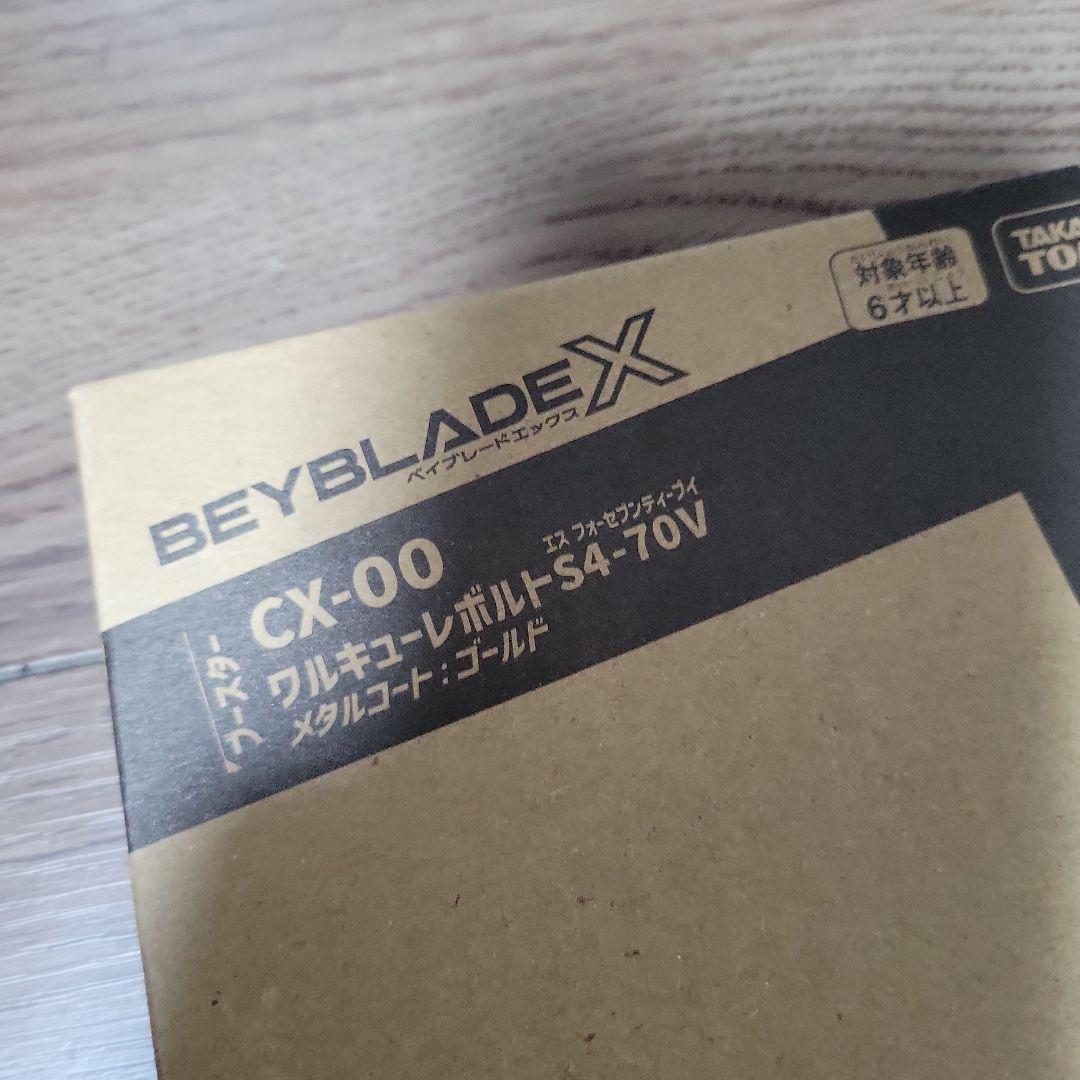 BEYBLADE X
ベイブレードエックス
対象年齢
6才以上
ブースター
CX-00
エス フォーセブンティーブイ
ワルキューレボルトS4-70V
メタルコート:ゴールド